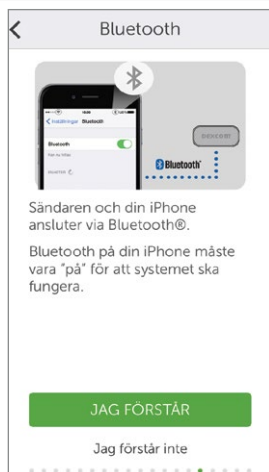 Bluetooth
Inställningar Bluetooth
Bluetooth
Bluetooth®
Sändaren och din iPhone
ansluter via Bluetooth®.
Bluetooth på din iPhone måste
vara "på" för att systemet ska
fungera.
JAG FÖRSTÅR
Jag förstår inte